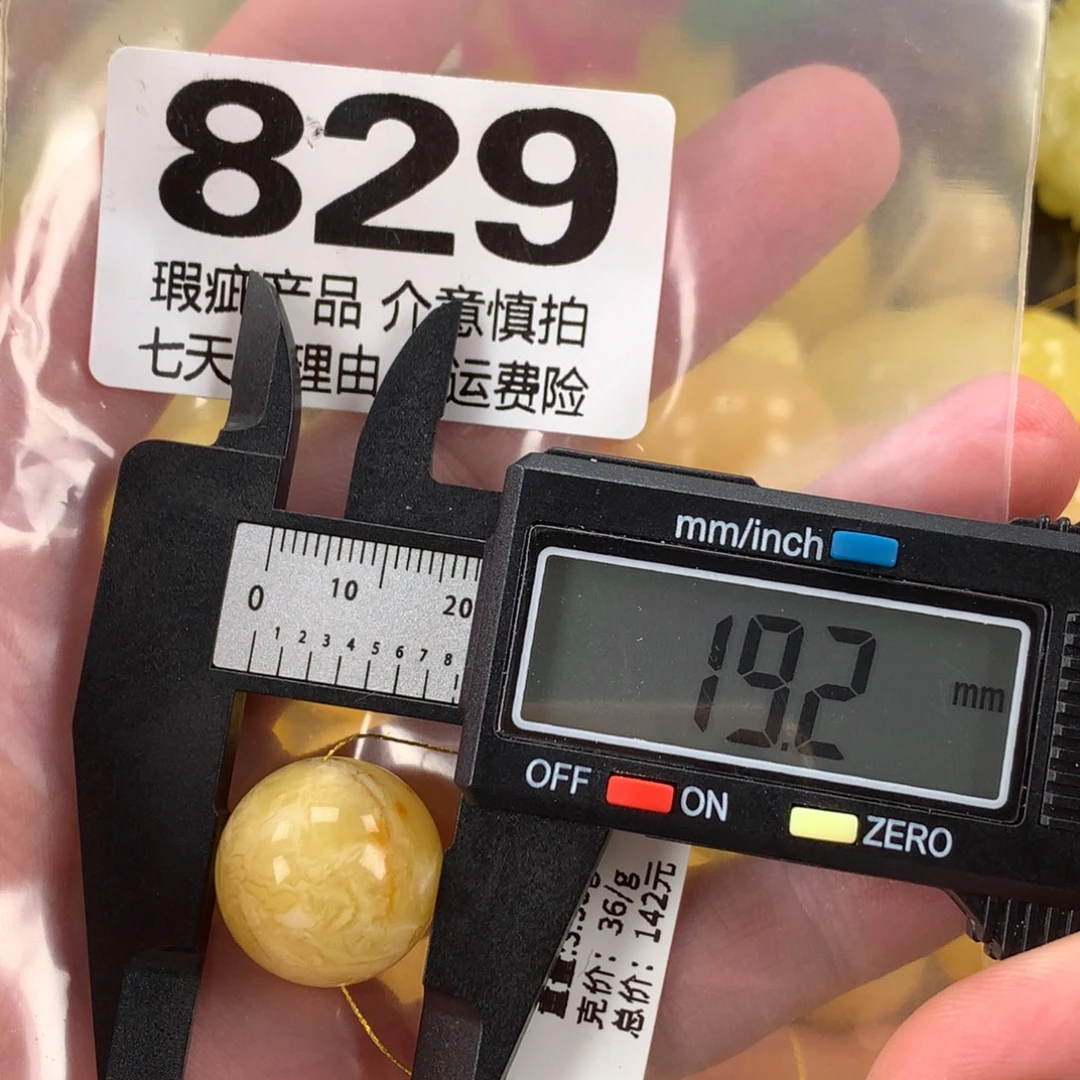 829
瑕疵产品 介意慎拍
七天 理由 运费险
mm/inch
0 10 20
1 2 3 4 5 6 7 8
19.2 mm
OFF ON ZERO
克价: 36/g
总价: 142元